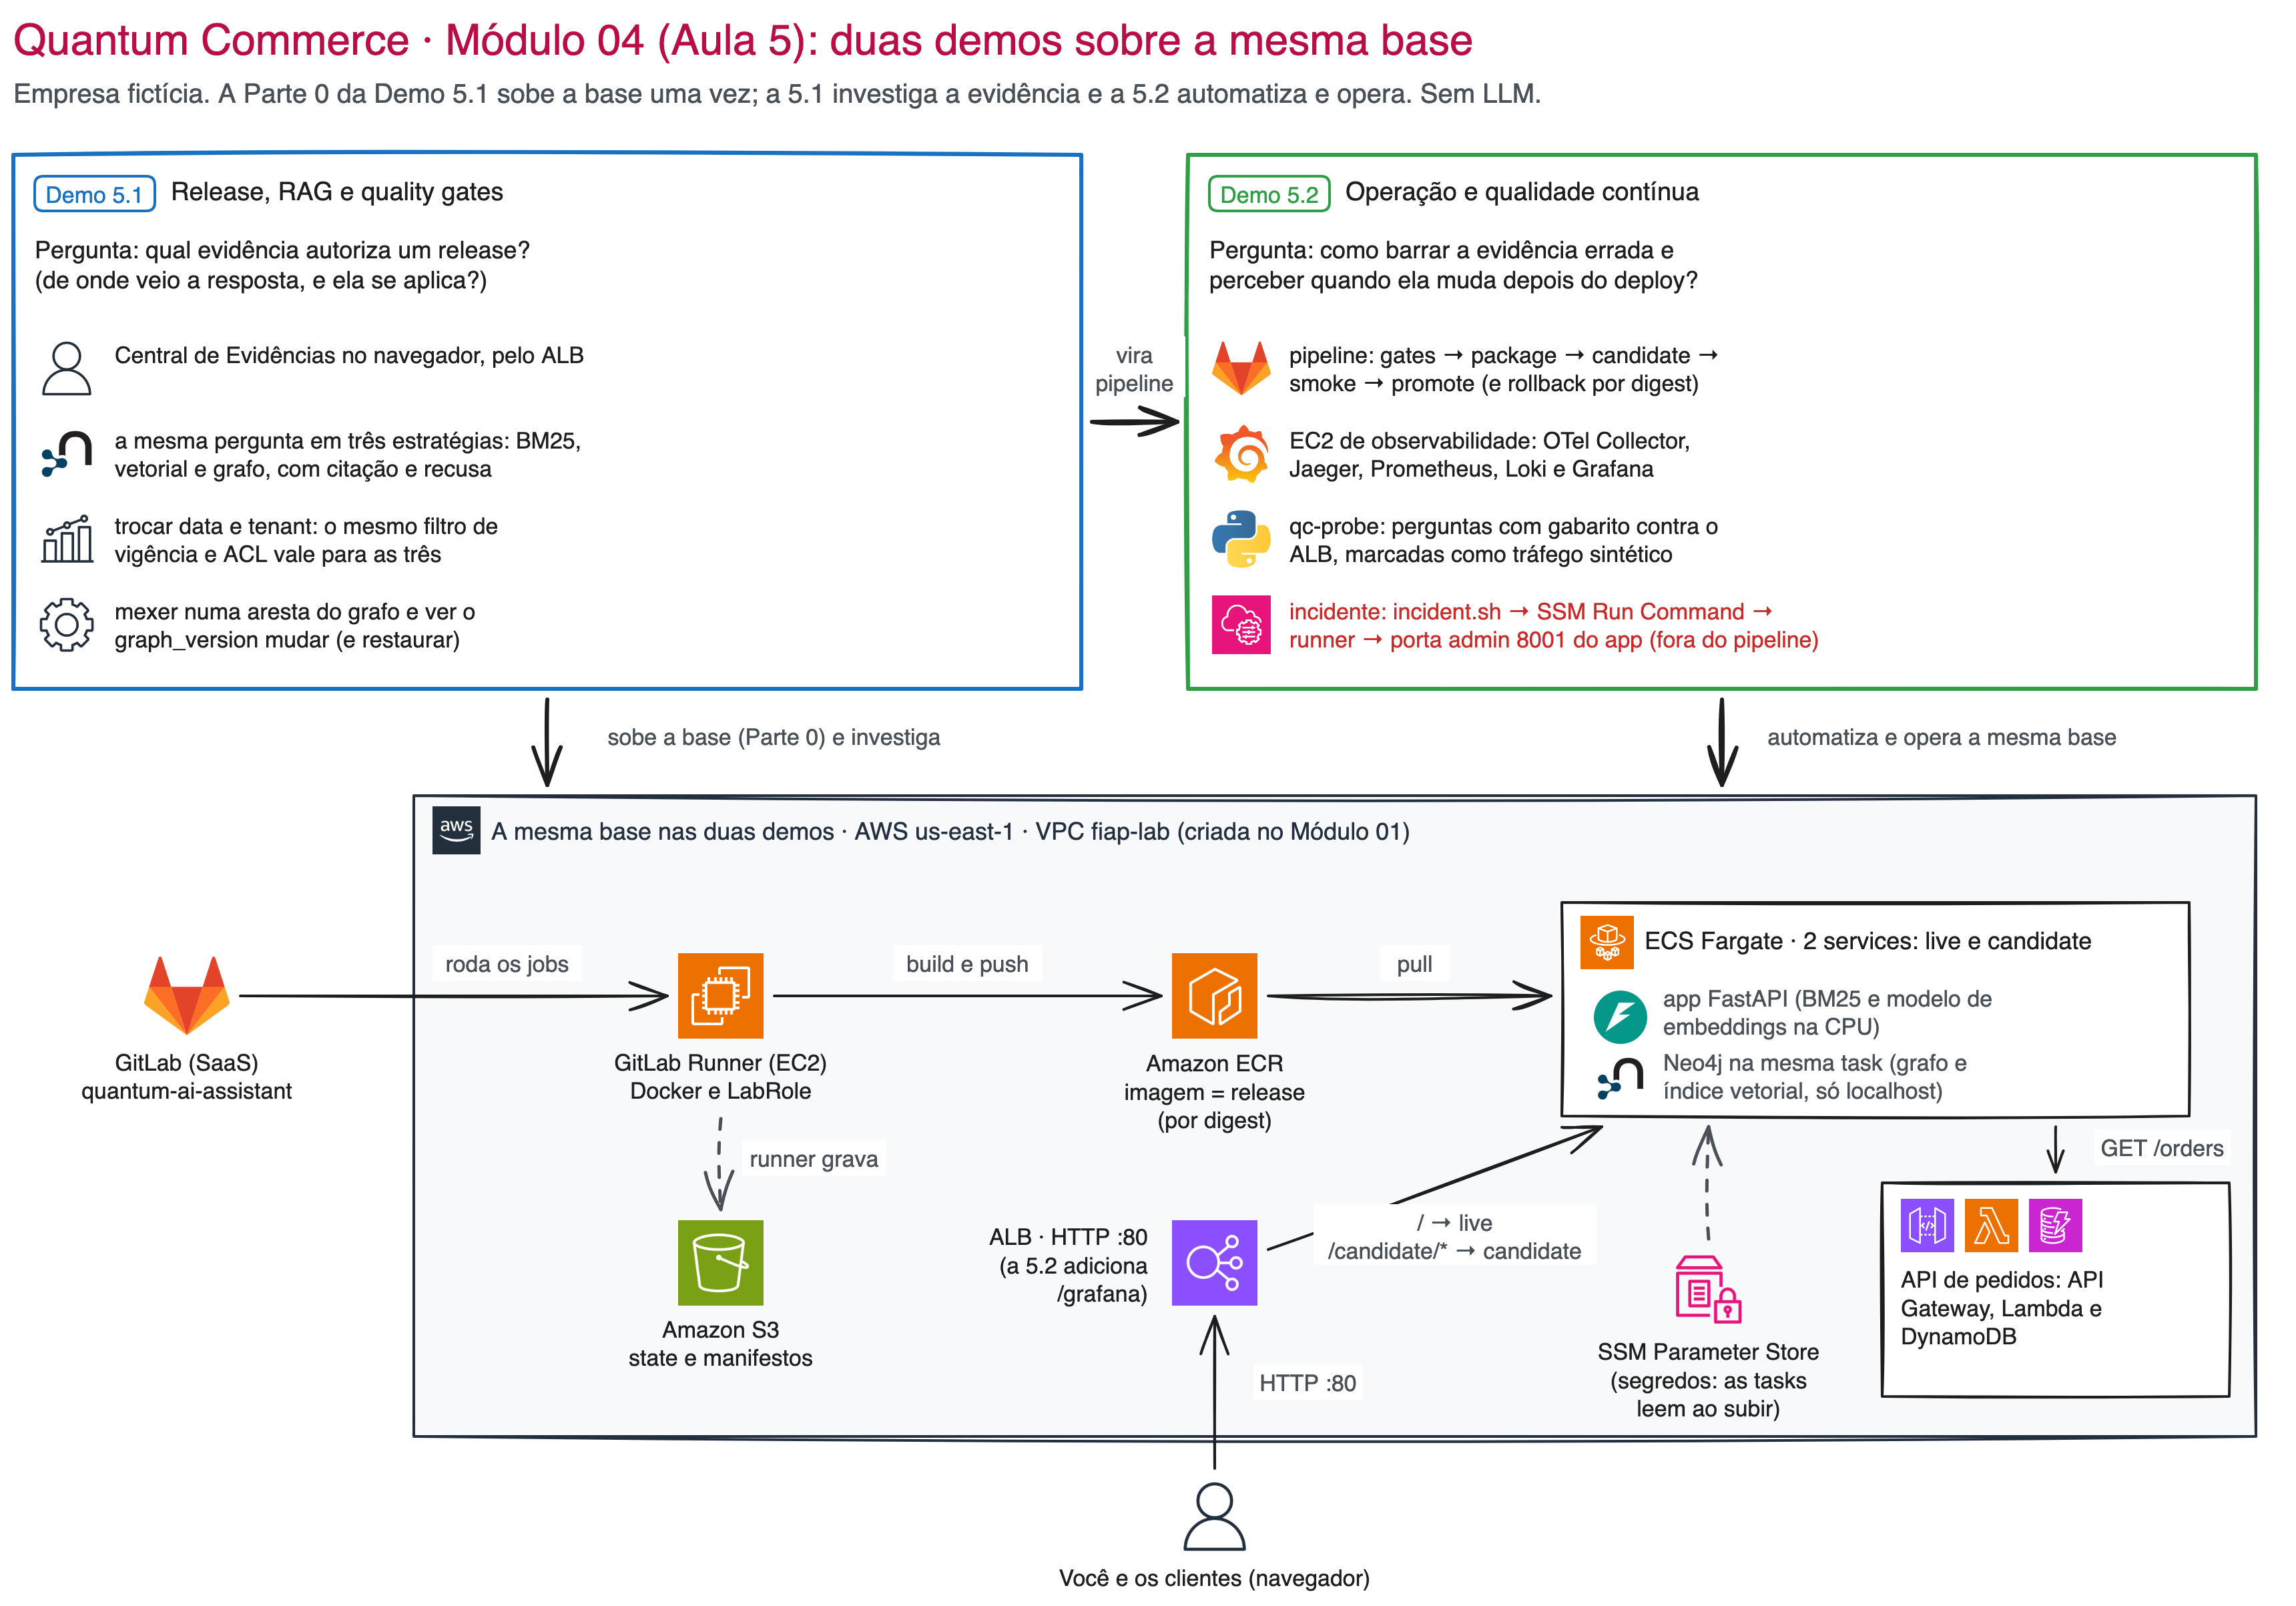 Quantum Commerce · Módulo 04 (Aula 5): duas demos sobre a mesma base
Empresa fictícia. A Parte 0 da Demo 5.1 sobe a base uma vez; a 5.1 investiga a evidência e a 5.2 automatiza e opera. Sem LLM.
Demo 5.1
Release, RAG e quality gates
Pergunta: qual evidência autoriza um release?
(de onde veio a resposta, e ela se aplica?)
Central de Evidências no navegador, pelo ALB
a mesma pergunta em três estratégias: BM25,
vetorial e grafo, com citação e recusa
trocar data e tenant: o mesmo filtro de
vigência e ACL vale para as três
mexer numa aresta do grafo e ver o
graph_version mudar (e restaurar)
vira
pipeline
Demo 5.2
Operação e qualidade contínua
Pergunta: como barrar a evidência errada e
perceber quando ela muda depois do deploy?
pipeline: gates → package → candidate →
smoke → promote (e rollback por digest)
EC2 de observabilidade: OTel Collector,
Jaeger, Prometheus, Loki e Grafana
qc-probe: perguntas com gabarito contra o
ALB, marcadas como tráfego sintético
incidente: incident.sh → SSM Run Command →
runner → porta admin 8001 do app (fora do pipeline)
sobe a base (Parte 0) e investiga
automatiza e opera a mesma base
aws
A mesma base nas duas demos · AWS us-east-1 · VPC fiap-lab (criada no Módulo 01)
GitLab (SaaS)
quantum-ai-assistant
roda os jobs
GitLab Runner (EC2)
Docker e LabRole
build e push
Amazon ECR
imagem = release
(por digest)
pull
ECS Fargate · 2 services: live e candidate
app FastAPI (BM25 e modelo de
embeddings na CPU)
Neo4j na mesma task (grafo e
índice vetorial, só localhost)
runner grava
Amazon S3
state e manifestos
ALB · HTTP :80
(a 5.2 adiciona
/grafana)
/ → live
/candidate/* → candidate
HTTP :80
SSM Parameter Store
(segredos: as tasks
leem ao subir)
GET /orders
API de pedidos: API
Gateway, Lambda e
DynamoDB
Você e os clientes (navegador)